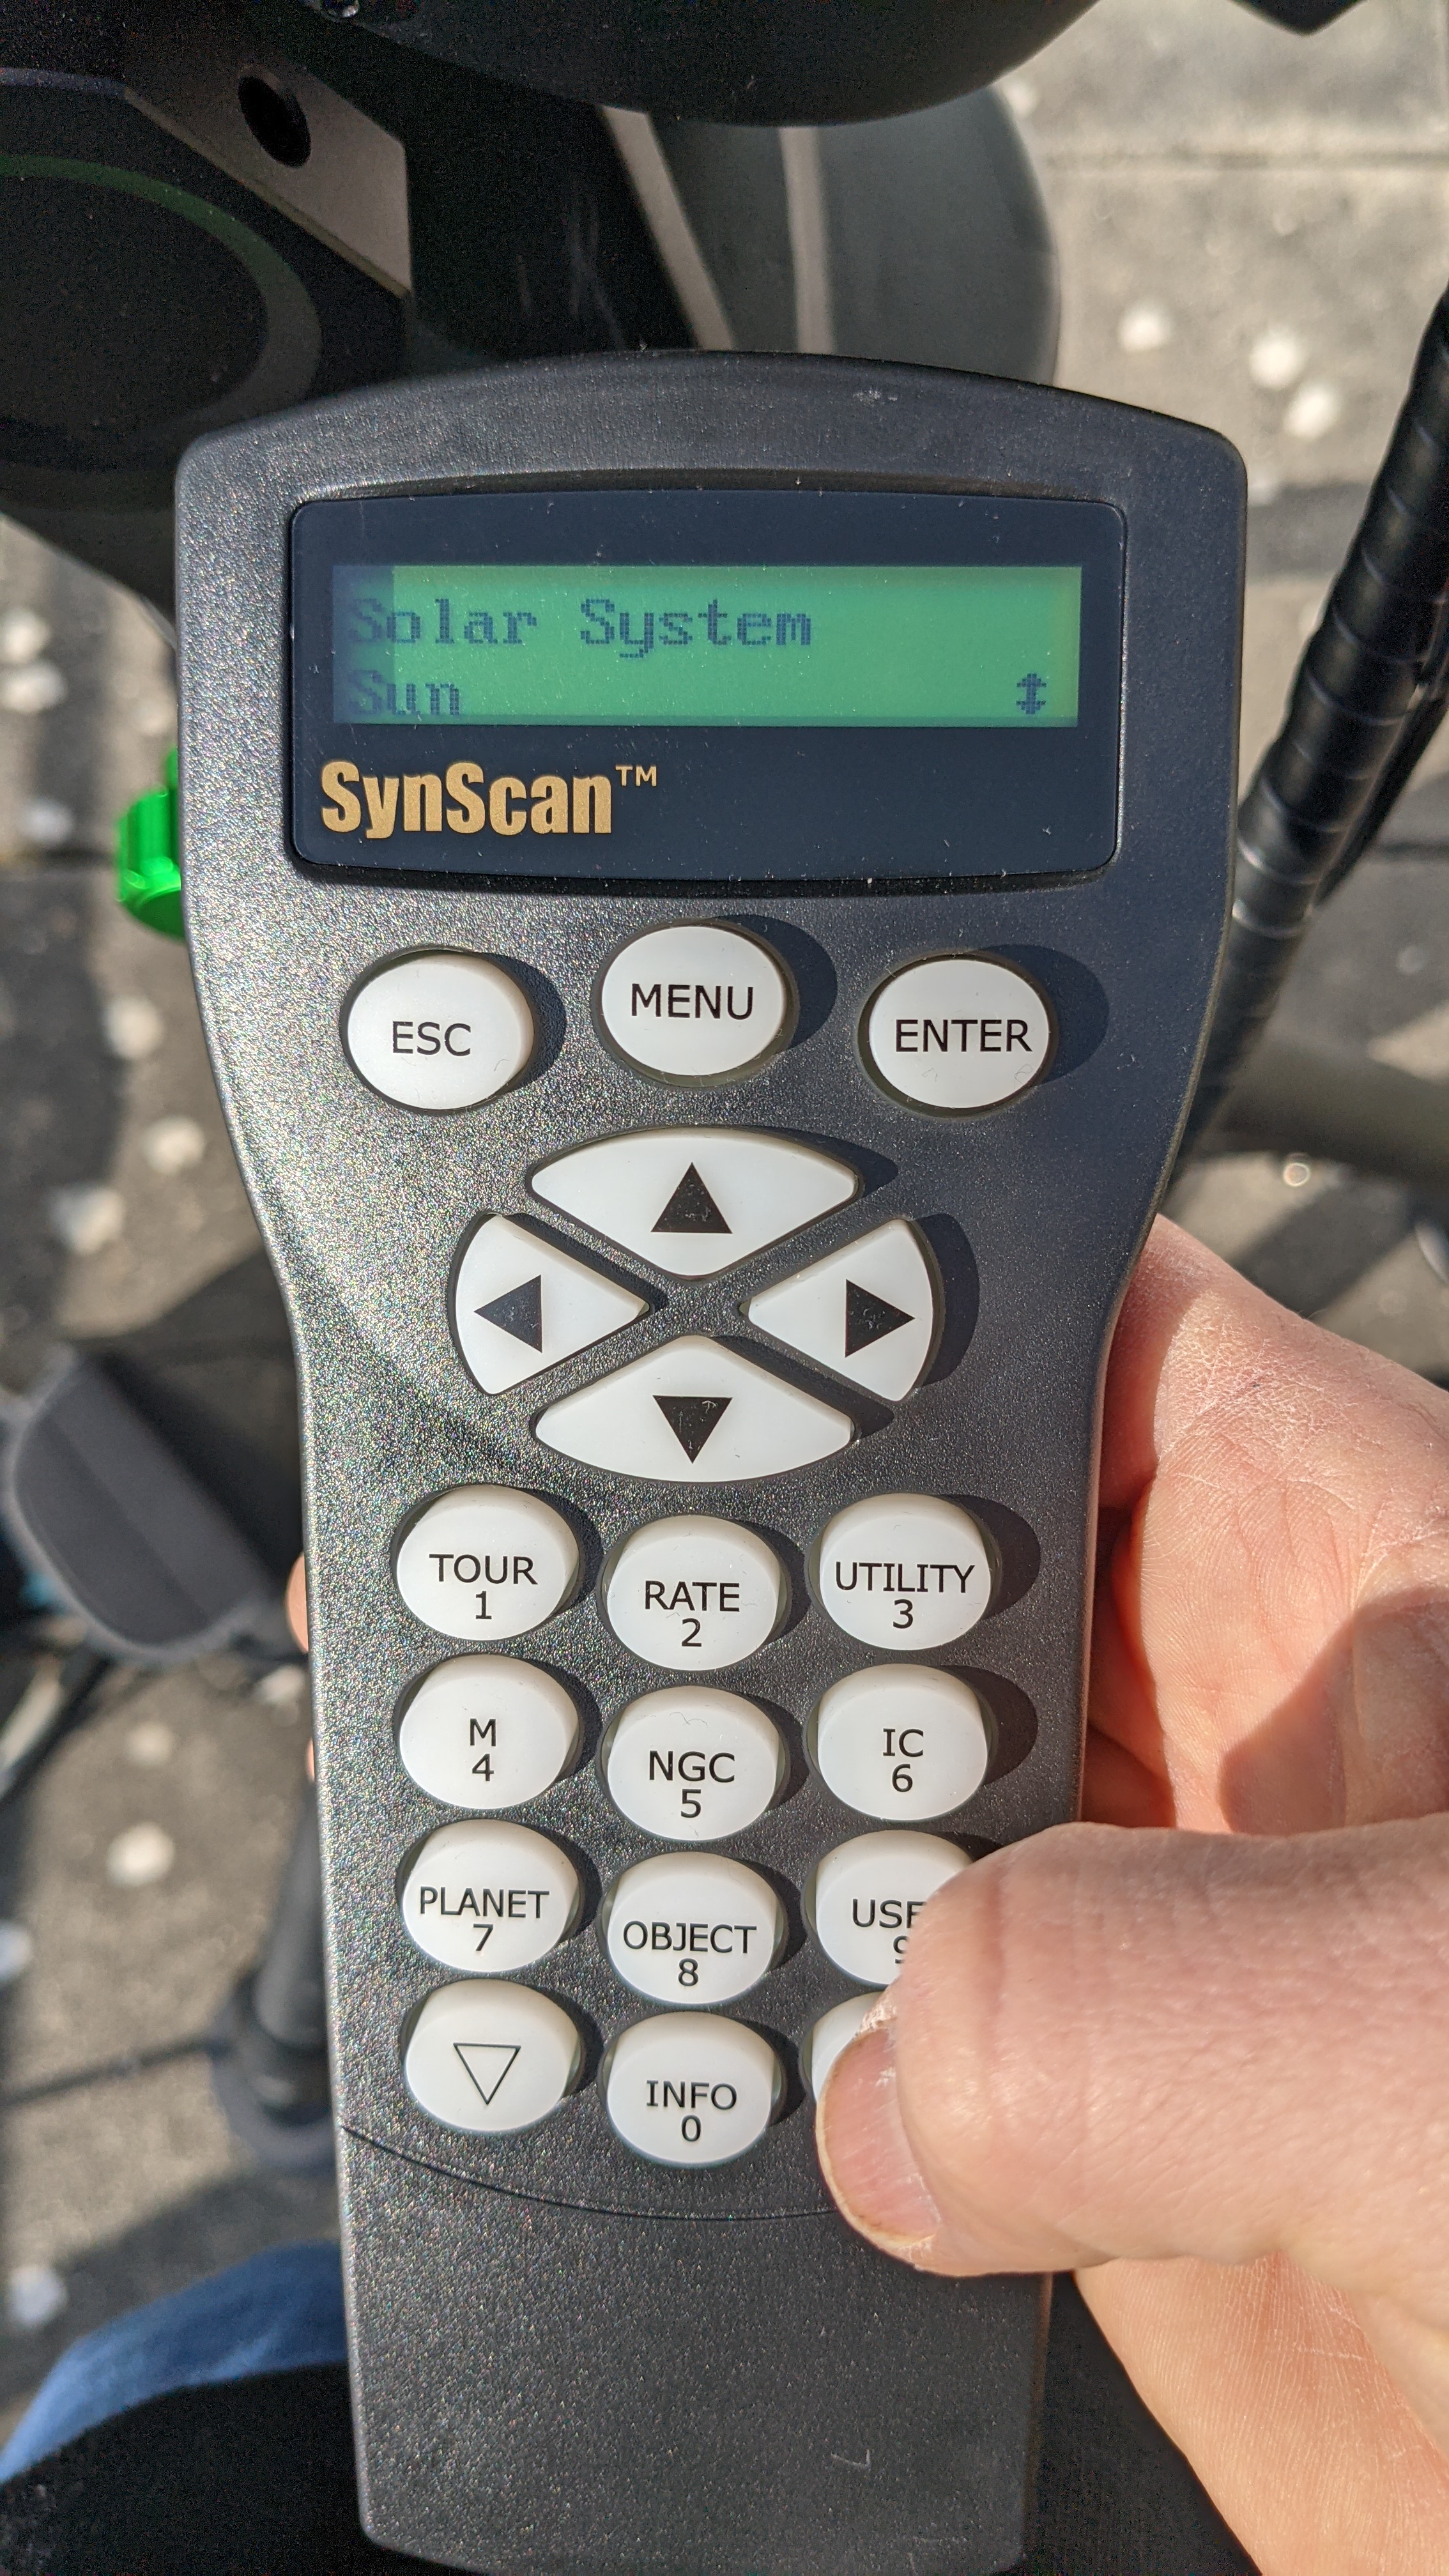 Solar System
Sun
SynScan™
ESC
MENU
ENTER
TOUR
1
RATE
2
UTILITY
3
M
4
NGC
5
IC
6
PLANET
7
OBJECT
8
INFO
0